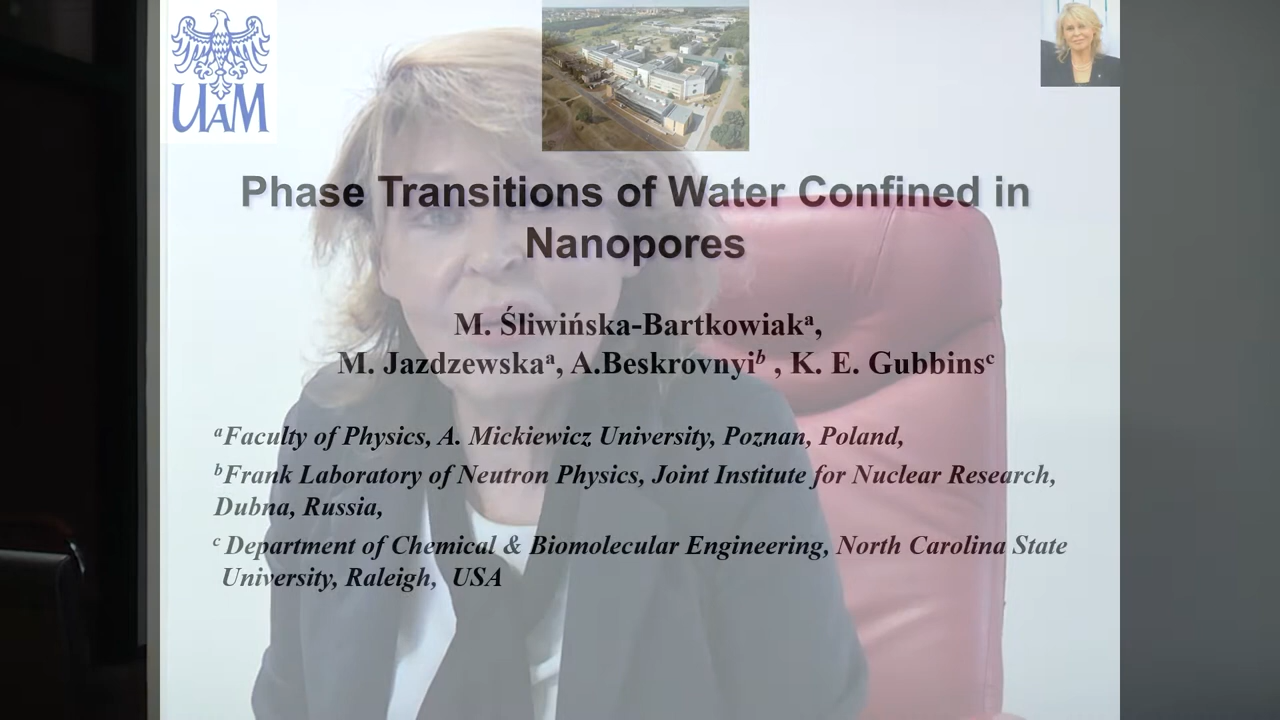 UAM
Phase Transitions of Water Confined in
Nanopores
M. Śliwińska-Bartkowiakᵃ,
M. Jazdzewskaᵃ, A.Beskrovnyiᵇ , K. E. Gubbinsᶜ
ᵃFaculty of Physics, A. Mickiewicz University, Poznan, Poland,
ᵇFrank Laboratory of Neutron Physics, Joint Institute for Nuclear Research,
Dubna, Russia,
ᶜ Department of Chemical & Biomolecular Engineering, North Carolina State
University, Raleigh, USA